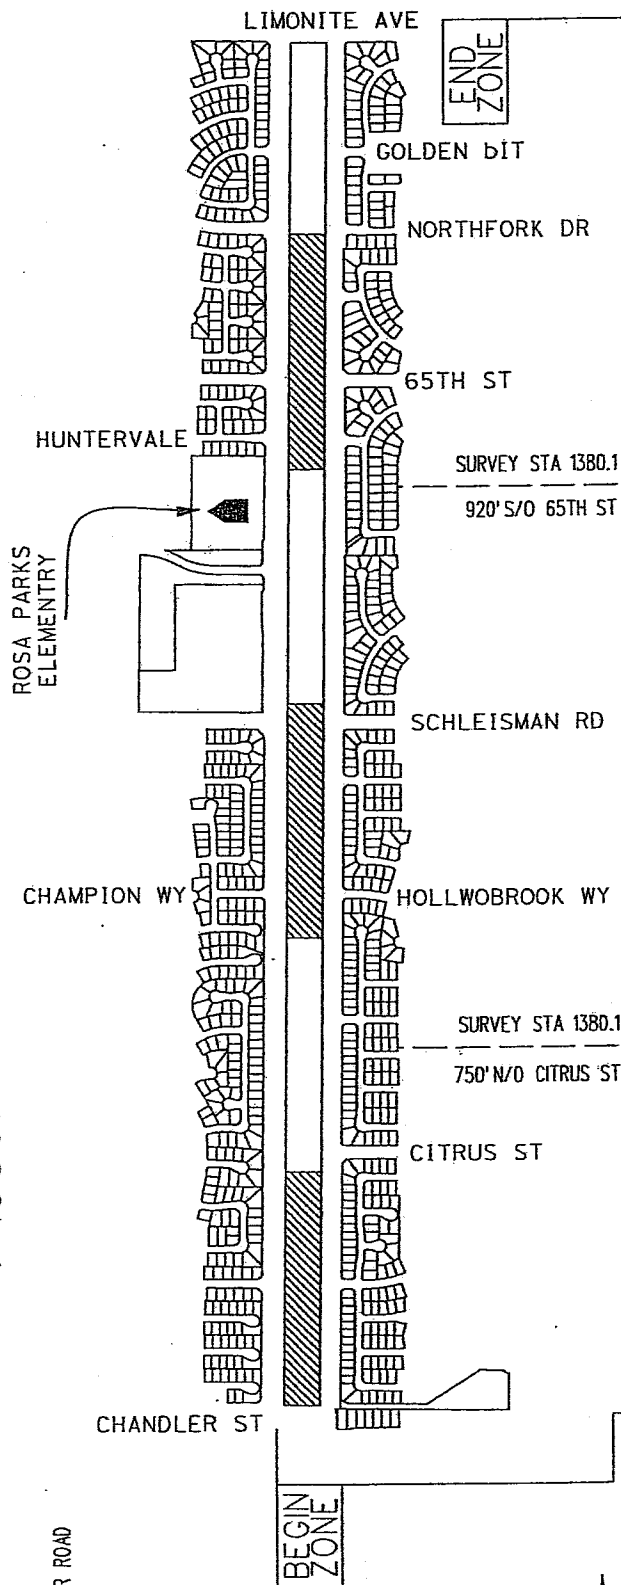 LIMONITE AVE
END
ZONE
GOLDEN bIT
NORTHFORK DR
65TH ST
HUNTERVALE
SURVEY STA 1380.1
920' S/O 65TH ST
ROSA PARKS
ELEMENTRY
SCHLEISMAN RD
CHAMPION WY
HOLLWOBROOK WY
SURVEY STA 1380.1
750' N/O CITRUS ST
CITRUS ST
CHANDLER ST
BEGIN
ZONE
R ROAD